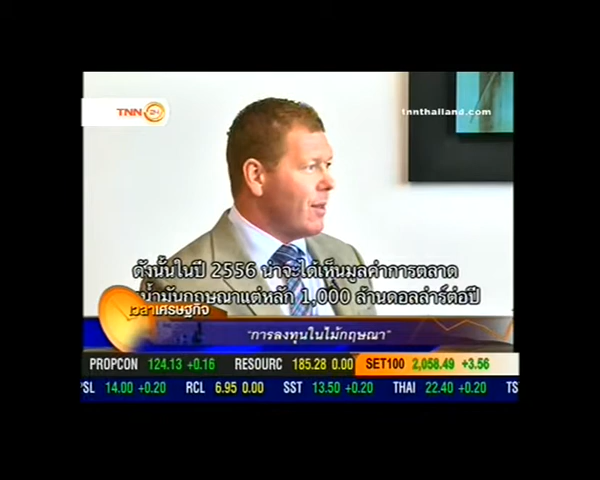 TNN 24
tnnthailand.com
ดังนั้นในปี 2556 น่าจะได้เห็นมูลค่าการตลาด
น้ำมันกฤษณาแตะหลัก 1,000 ล้านดอลล่าร์ต่อปี
เวลาเศรษฐกิจ
"การลงทุนในไม้กฤษณา"
PROPCON 124.13 +0.16 RESOURC 185.28 0.00 SET100 2,058.49 +3.56
PSL 14.00 +0.20 RCL 6.95 0.00 SST 13.50 +0.20 THAI 22.40 +0.20 TS